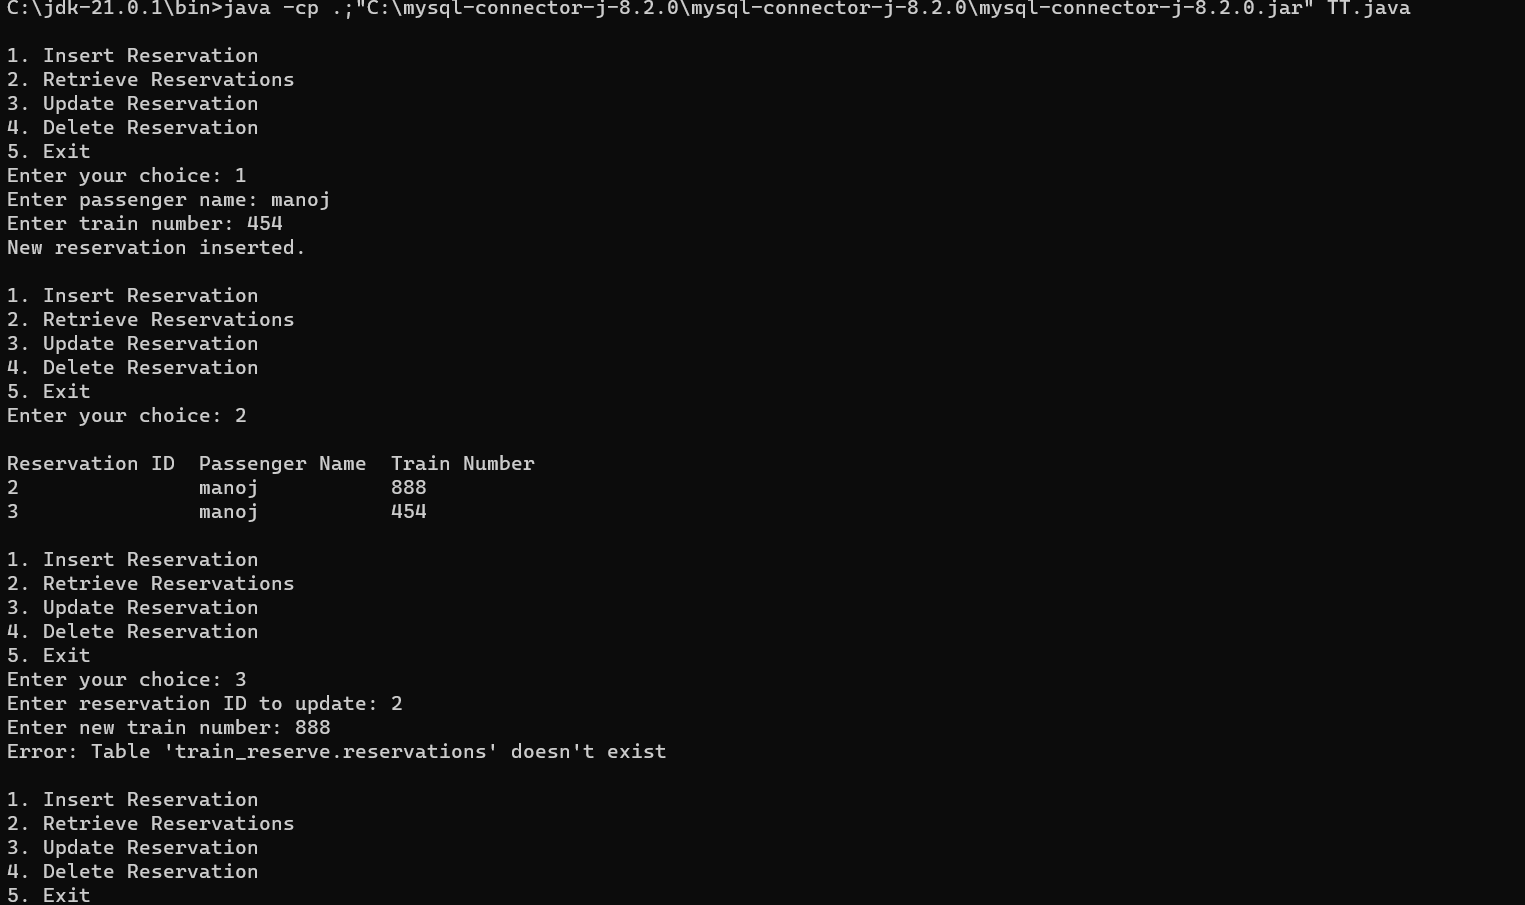 C:\jdk-21.0.1\bin>java -cp .;"C:\mysql-connector-j-8.2.0\mysql-connector-j-8.2.0\mysql-connector-j-8.2.0.jar" TT.java
1. Insert Reservation
2. Retrieve Reservations
3. Update Reservation
4. Delete Reservation
5. Exit
Enter your choice: 1
Enter passenger name: manoj
Enter train number: 454
New reservation inserted.
1. Insert Reservation
2. Retrieve Reservations
3. Update Reservation
4. Delete Reservation
5. Exit
Enter your choice: 2
Reservation ID  Passenger Name  Train Number
2               manoj           888
3               manoj           454
1. Insert Reservation
2. Retrieve Reservations
3. Update Reservation
4. Delete Reservation
5. Exit
Enter your choice: 3
Enter reservation ID to update: 2
Enter new train number: 888
Error: Table 'train_reserve.reservations' doesn't exist
1. Insert Reservation
2. Retrieve Reservations
3. Update Reservation
4. Delete Reservation
5. Exit